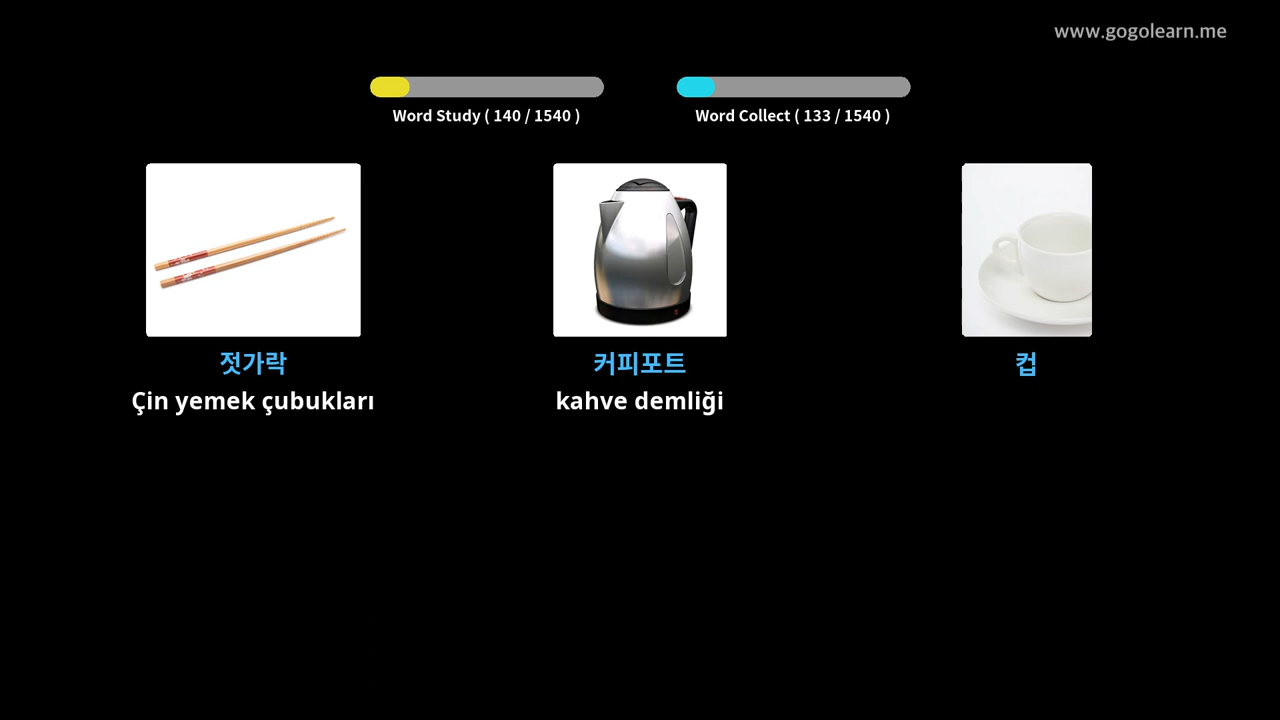 www.gogolearn.me
Word Study ( 140 / 1540 )
Word Collect ( 133 / 1540 )
젓가락
커피포트
컵
Çin yemek çubukları
kahve demliği